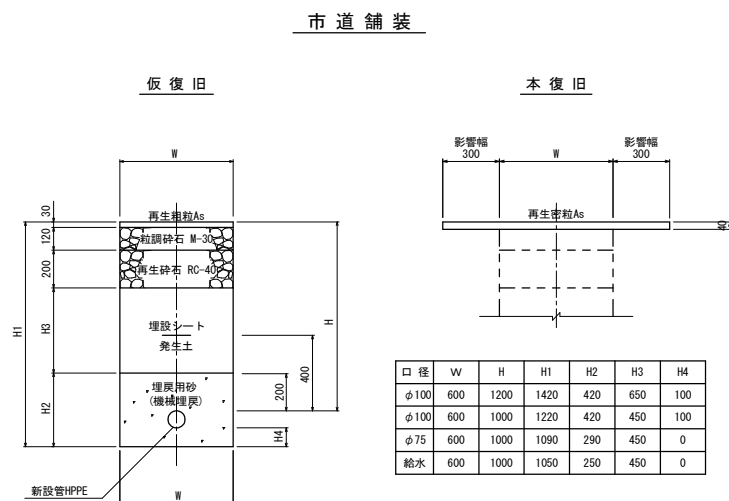 市道舗装
仮復旧
本復旧
W
影響幅
300
W
影響幅
300
30
再生粗粒As
再生密粒As
40
120
粒調砕石 M-30
200
再生砕石 RC-40
H1
H3
埋設シート
発生土
H
400
200
H2
埋戻用砂
(機械埋戻)
H4
新設管HPPE
W
口径 W H H1 H2 H3 H4
φ100 600 1200 1420 420 650 100
φ100 600 1000 1220 420 450 100
φ75 600 1000 1090 290 450 0
給水 600 1000 1050 250 450 0